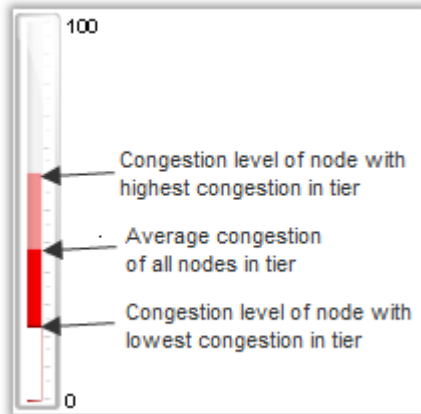 100
Congestion level of node with
highest congestion in tier
Average congestion
of all nodes in tier
Congestion level of node with
lowest congestion in tier
0